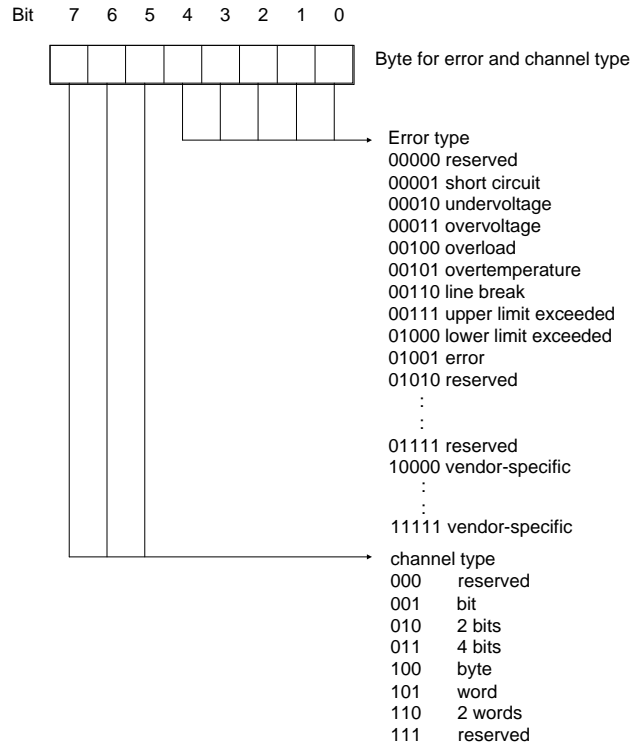 Bit 7 6 5 4 3 2 1 0
Byte for error and channel type
Error type
00000 reserved
00001 short circuit
00010 undervoltage
00011 overvoltage
00100 overload
00101 overtemperature
00110 line break
00111 upper limit exceeded
01000 lower limit exceeded
01001 error
01010 reserved
:
:
01111 reserved
10000 vendor-specific
:
:
11111 vendor-specific
channel type
000 reserved
001 bit
010 2 bits
011 4 bits
100 byte
101 word
110 2 words
111 reserved